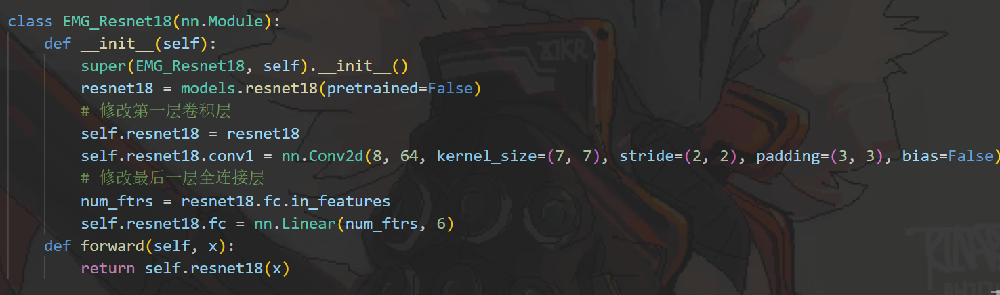 class EMG_Resnet18(nn.Module):
    def __init__(self):
        super(EMG_Resnet18, self).__init__()
        resnet18 = models.resnet18(pretrained=False)
        # 修改第一层卷积层
        self.resnet18 = resnet18
        self.resnet18.conv1 = nn.Conv2d(8, 64, kernel_size=(7, 7), stride=(2, 2), padding=(3, 3), bias=False)
        # 修改最后一层全连接层
        num_ftrs = resnet18.fc.in_features
        self.resnet18.fc = nn.Linear(num_ftrs, 6)
    def forward(self, x):
        return self.resnet18(x)